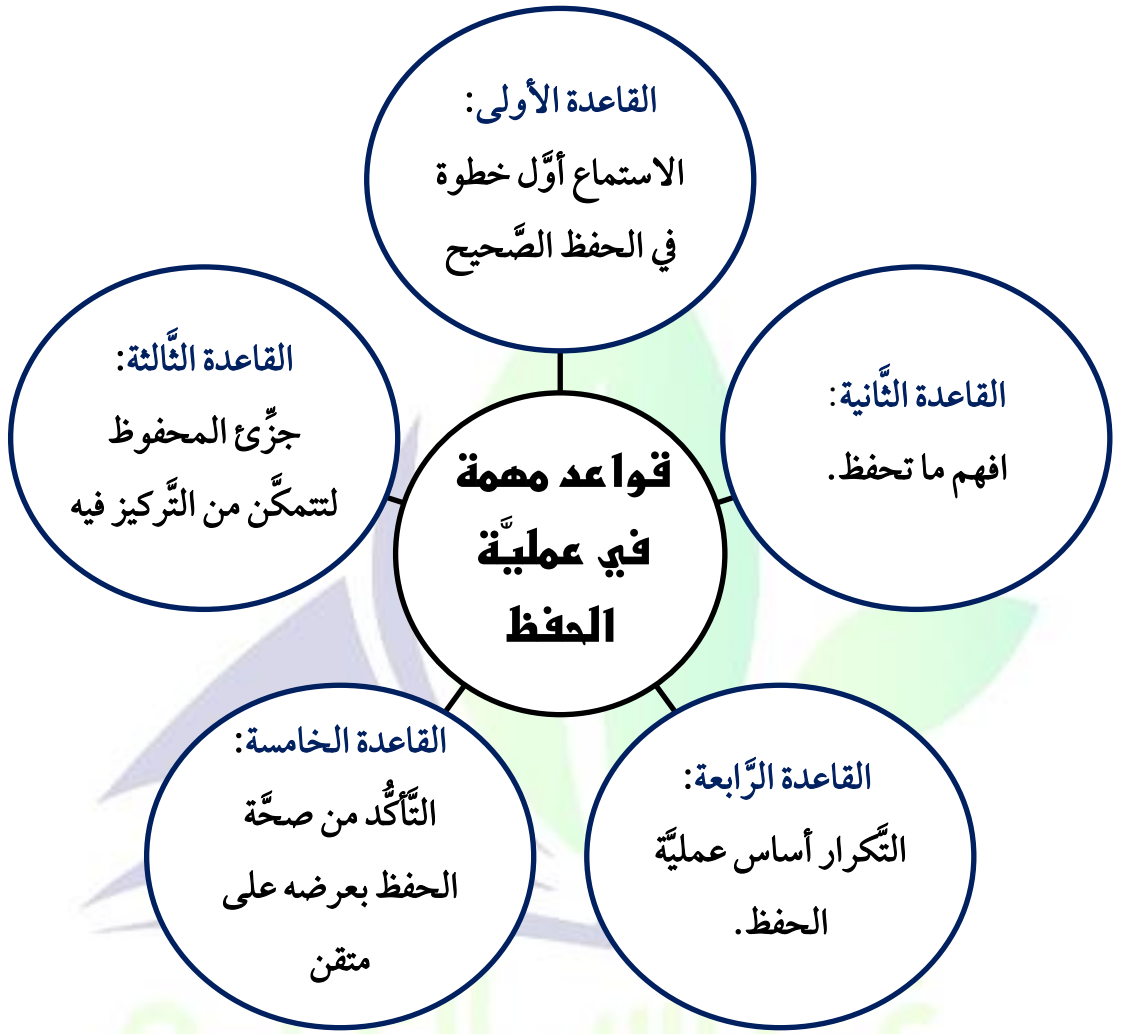 قواعد مهمة
في عمليَّة
الحفظ
القاعدة الأولى:
الاستماع أوَّل خطوة
في الحفظ الصَّحيح
القاعدة الثَّانية:
افهم ما تحفظ.
القاعدة الثَّالثة:
جزِّئ المحفوظ
لتتمكَّن من التَّركيز فيه
القاعدة الرَّابعة:
التَّكرار أساس عمليَّة
الحفظ.
القاعدة الخامسة:
التَّأكُّد من صحَّة
الحفظ بعرضه على
متقن